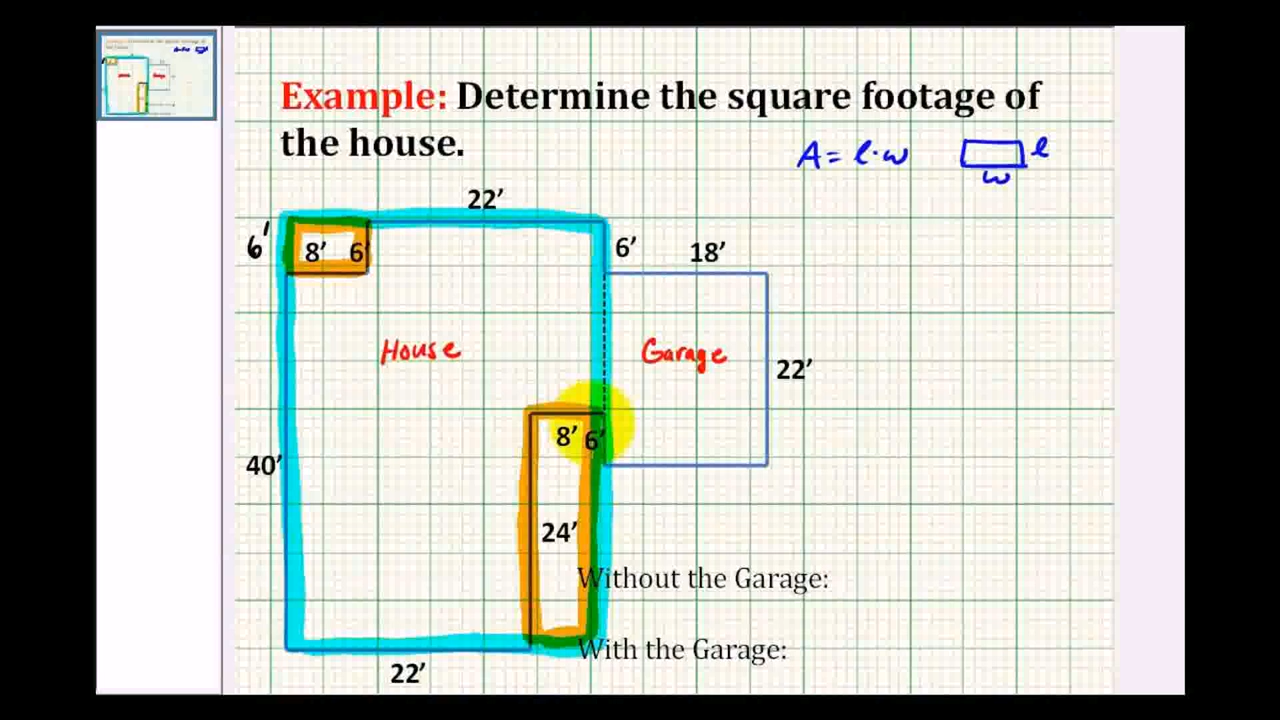 Example: Determine the square footage of
the house.
A = l·w
l
w
22'
6'
8' 6'
6'
18'
House
Garage
22'
8' 6'
40'
24'
Without the Garage:
With the Garage:
22'